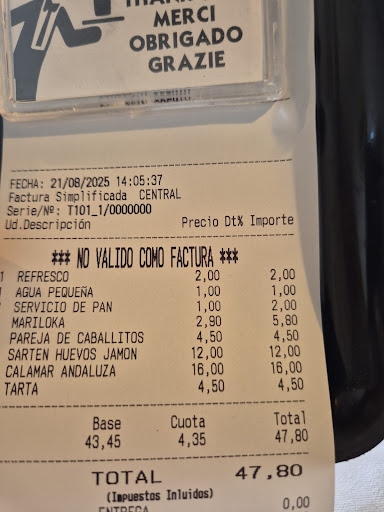 MERCI
OBRIGADO
GRAZIE
FECHA: 21/08/2025 14:05:37
Factura Simplificada CENTRAL
Serie/Nº: T101_1/0000000
Ud.Descripción Precio Dt% Importe
*** NO VALIDO COMO FACTURA ***
1 REFRESCO 2,00 2,00
AGUA PEQUEÑA 1,00 1,00
SERVICIO DE PAN 1,00 2,00
MARILOKA 2,90 5,80
PAREJA DE CABALLITOS 4,50 4,50
SARTEN HUEVOS JAMON 12,00 12,00
CALAMAR ANDALUZA 16,00 16,00
TARTA 4,50 4,50
Base Cuota Total
43,45 4,35 47,80
TOTAL 47,80
(Impuestos Inluidos)
ENTREGA 0,00